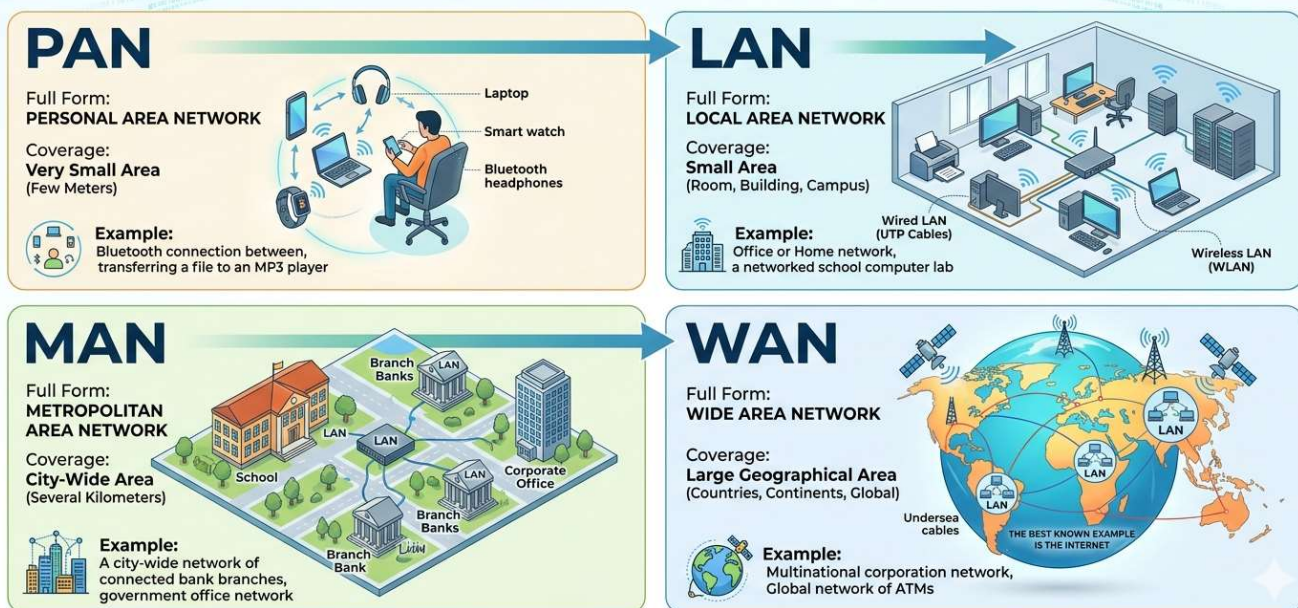 PAN
Full Form:
PERSONAL AREA NETWORK
Coverage:
Very Small Area
(Few Meters)
Laptop
Smart watch
Bluetooth
headphones
Example:
Bluetooth connection between,
transferring a file to an MP3 player
LAN
Full Form:
LOCAL AREA NETWORK
Coverage:
Small Area
(Room, Building, Campus)
Wired LAN
(UTP Cables)
Wireless LAN
(WLAN)
Example:
Office or Home network,
a networked school computer lab
MAN
Full Form:
METROPOLITAN
AREA NETWORK
Coverage:
City-Wide Area
(Several Kilometers)
Branch
Banks
LAN
LAN
LAN
School
Corporate
Office
LAN
Branch
Banks
Branch
Bank
Example:
A city-wide network of
connected bank branches,
government office network
WAN
Full Form:
WIDE AREA NETWORK
Coverage:
Large Geographical Area
(Countries, Continents, Global)
LAN
LAN
LAN
Undersea
cables
THE BEST KNOWN EXAMPLE
IS THE INTERNET
Example:
Multinational corporation network,
Global network of ATMs